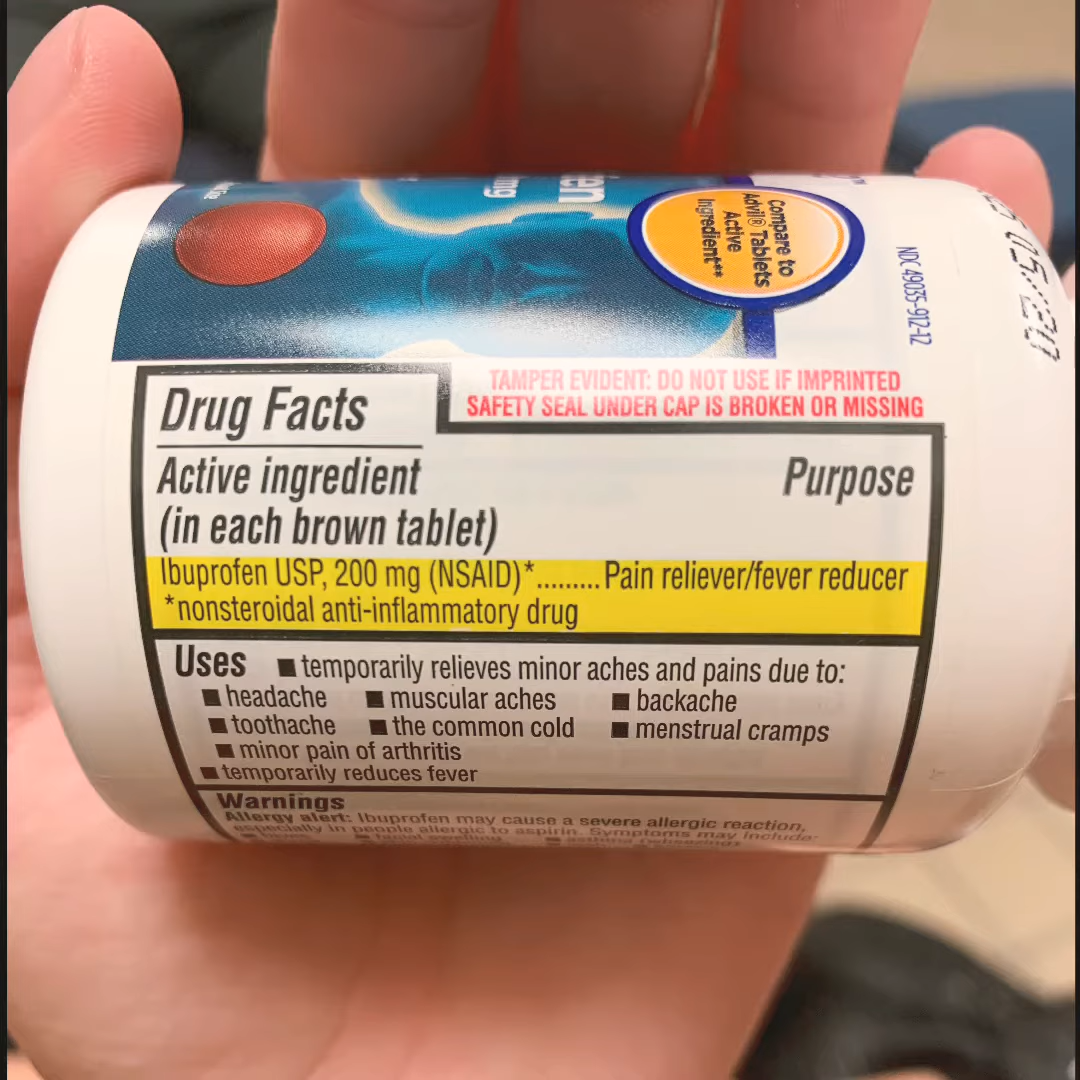 Compare to
Advil® Tablets
Active
Ingredient**
NDC 49035-912-12
TAMPER EVIDENT: DO NOT USE IF IMPRINTED
SAFETY SEAL UNDER CAP IS BROKEN OR MISSING
Drug Facts
Active ingredient
(in each brown tablet)
Purpose
Ibuprofen USP, 200 mg (NSAID)*.........Pain reliever/fever reducer
*nonsteroidal anti-inflammatory drug
Uses ■ temporarily relieves minor aches and pains due to:
■ headache ■ muscular aches ■ backache
■ toothache ■ the common cold ■ menstrual cramps
■ minor pain of arthritis
■ temporarily reduces fever
Warnings
Allergy alert: Ibuprofen may cause a severe allergic reaction,
especially in people allergic to aspirin. Symptoms may include: